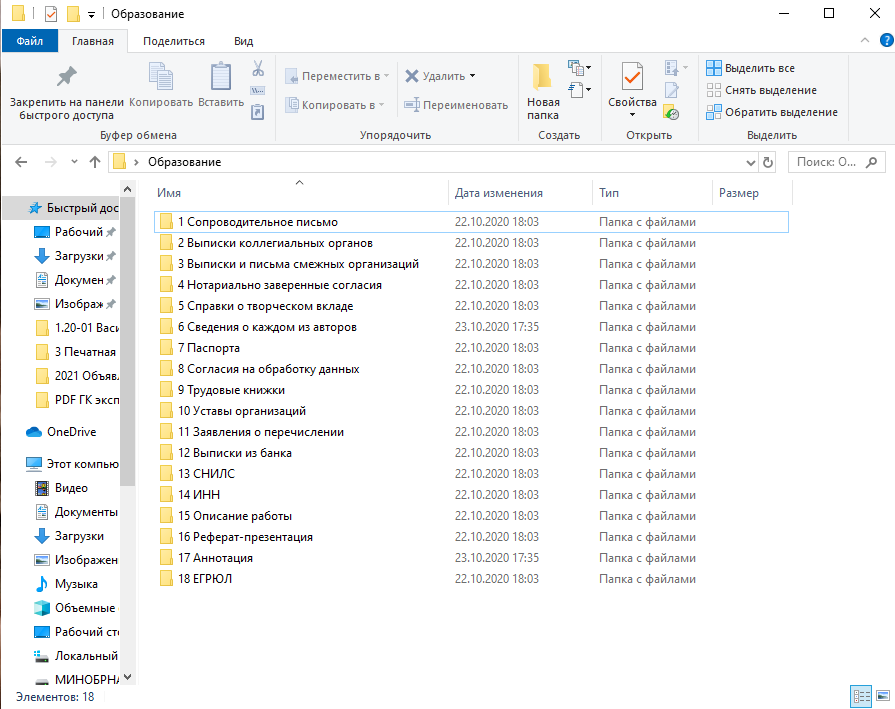 Образование
Файл Главная Поделиться Вид
Закрепить на панели быстрого доступа
Копировать
Вставить
Буфер обмена
Переместить в
Копировать в
Удалить
Переименовать
Упорядочить
Новая папка
Создать
Свойства
Открыть
Выделить все
Снять выделение
Обратить выделение
Выделить
Образование
Поиск: О...
Быстрый дос
Рабочий
Загрузки
Докумен
Изображ
1.20-01 Васи
3 Печатная
2021 Объявл
PDF ГК эксп
OneDrive
Этот компью
Видео
Документы
Загрузки
Изображен
Музыка
Объемные
Рабочий сто
Локальный
МИНОБРНА
Имя Дата изменения Тип Размер
1 Сопроводительное письмо 22.10.2020 18:03 Папка с файлами
2 Выписки коллегиальных органов 22.10.2020 18:03 Папка с файлами
3 Выписки и письма смежных организаций 22.10.2020 18:03 Папка с файлами
4 Нотариально заверенные согласия 22.10.2020 18:03 Папка с файлами
5 Справки о творческом вкладе 22.10.2020 18:03 Папка с файлами
6 Сведения о каждом из авторов 23.10.2020 17:35 Папка с файлами
7 Паспорта 22.10.2020 18:03 Папка с файлами
8 Согласия на обработку данных 22.10.2020 18:03 Папка с файлами
9 Трудовые книжки 22.10.2020 18:03 Папка с файлами
10 Уставы организаций 22.10.2020 18:03 Папка с файлами
11 Заявления о перечислении 22.10.2020 18:03 Папка с файлами
12 Выписки из банка 22.10.2020 18:03 Папка с файлами
13 СНИЛС 22.10.2020 18:03 Папка с файлами
14 ИНН 22.10.2020 18:03 Папка с файлами
15 Описание работы 22.10.2020 18:03 Папка с файлами
16 Реферат-презентация 22.10.2020 18:03 Папка с файлами
17 Аннотация 23.10.2020 17:35 Папка с файлами
18 ЕГРЮЛ 22.10.2020 18:03 Папка с файлами
Элементов: 18